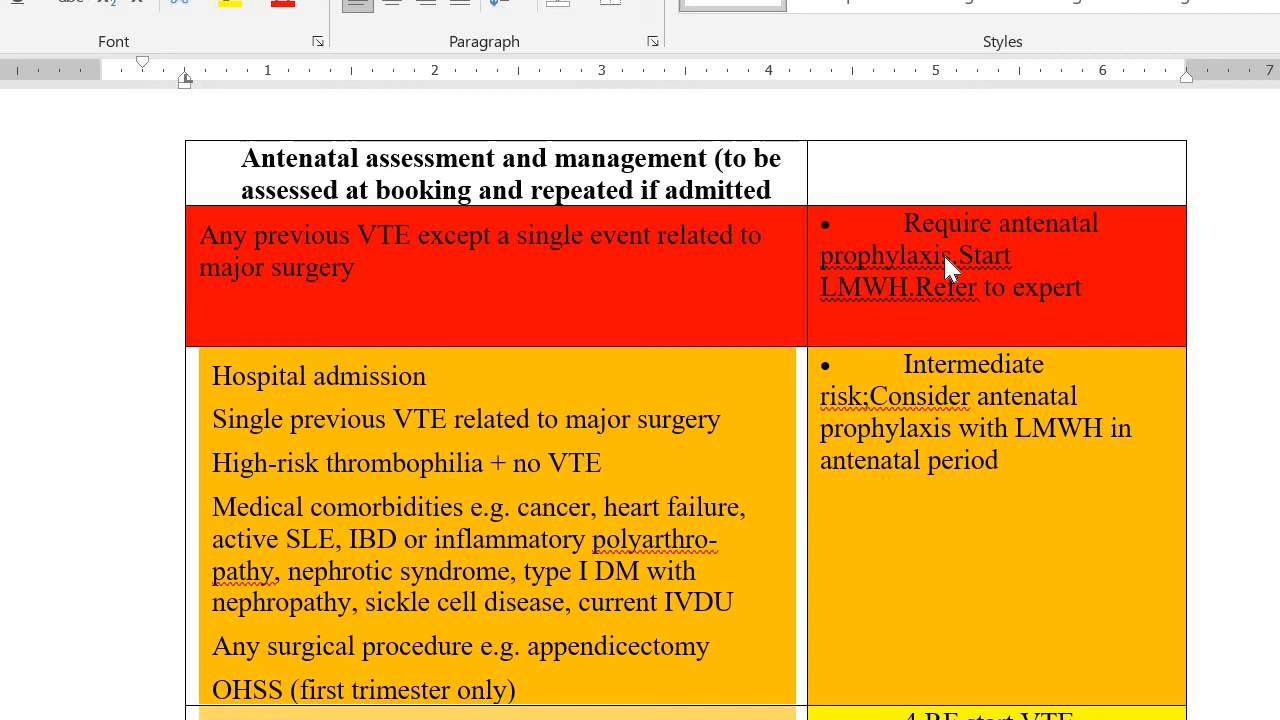 Font
Paragraph
Styles
1 2 3 4 5 6 7
Antenatal assessment and management (to be
assessed at booking and repeated if admitted
Any previous VTE except a single event related to
major surgery
• Require antenatal
prophylaxis.Start
LMWH.Refer to expert
Hospital admission
Single previous VTE related to major surgery
High-risk thrombophilia + no VTE
Medical comorbidities e.g. cancer, heart failure,
active SLE, IBD or inflammatory polyarthro-
pathy, nephrotic syndrome, type I DM with
nephropathy, sickle cell disease, current IVDU
Any surgical procedure e.g. appendicectomy
OHSS (first trimester only)
• Intermediate
risk;Consider antenatal
prophylaxis with LMWH in
antenatal period